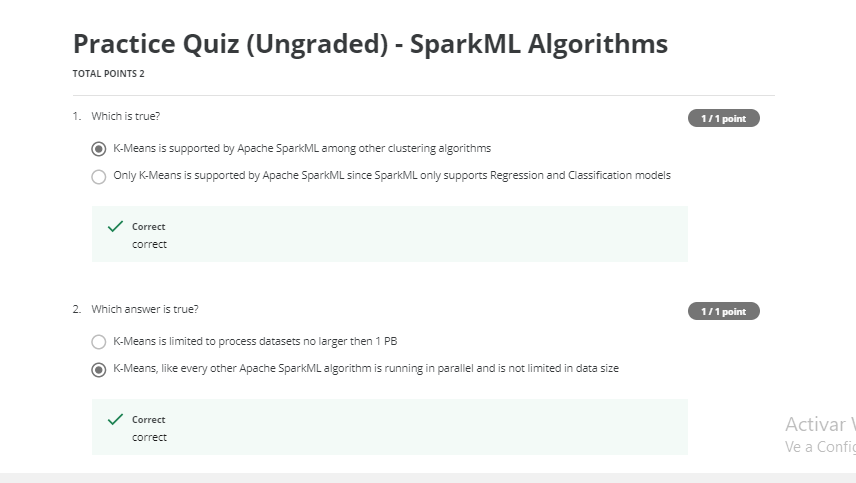 Practice Quiz (Ungraded) - SparkML Algorithms
TOTAL POINTS 2
1. Which is true?
1 / 1 point
K-Means is supported by Apache SparkML among other clustering algorithms
Only K-Means is supported by Apache SparkML since SparkML only supports Regression and Classification models
Correct
correct
2. Which answer is true?
1 / 1 point
K-Means is limited to process datasets no larger then 1 PB
K-Means, like every other Apache SparkML algorithm is running in parallel and is not limited in data size
Correct
correct
Activar
Ve a